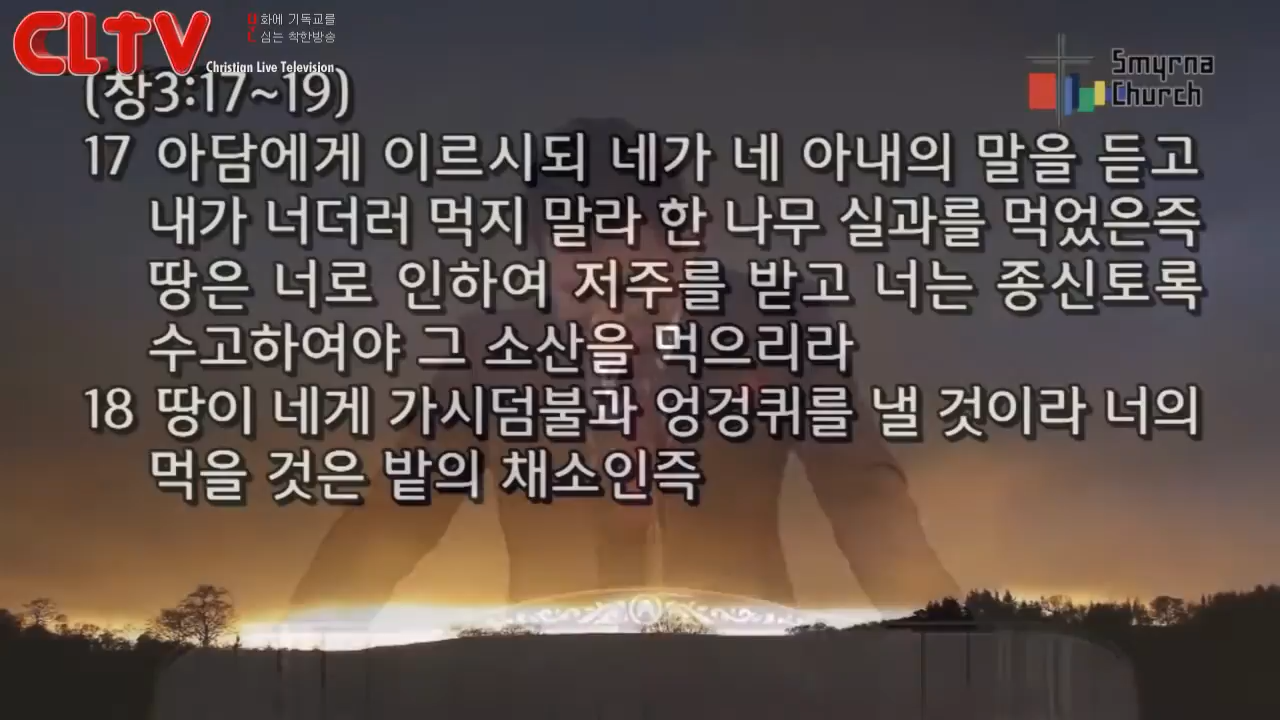 CLTV
문화에 기독교를
심는 착한방송
Christian Live Television
Smyrna
Church
(창3:17~19)
17 아담에게 이르시되 네가 네 아내의 말을 듣고
내가 너더러 먹지 말라 한 나무 실과를 먹었은즉
땅은 너로 인하여 저주를 받고 너는 종신토록
수고하여야 그 소산을 먹으리라
18 땅이 네게 가시덤불과 엉겅퀴를 낼 것이라 너의
먹을 것은 밭의 채소인즉